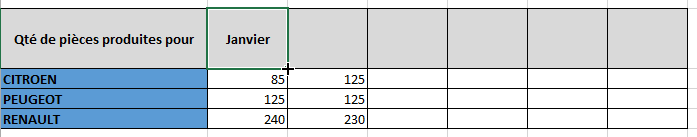 Qté de pièces produites pour Janvier
CITROEN 85 125
PEUGEOT 125 125
RENAULT 240 230